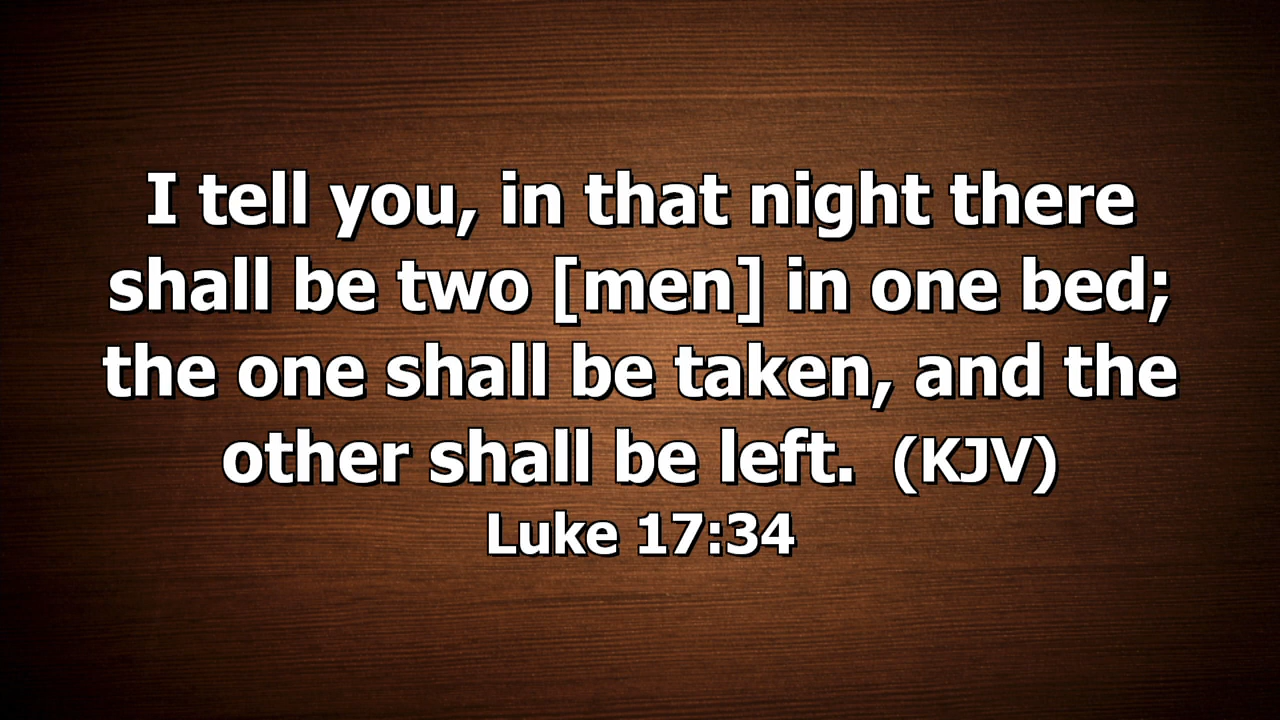 I tell you, in that night there
shall be two [men] in one bed;
the one shall be taken, and the
other shall be left. (KJV)
Luke 17:34